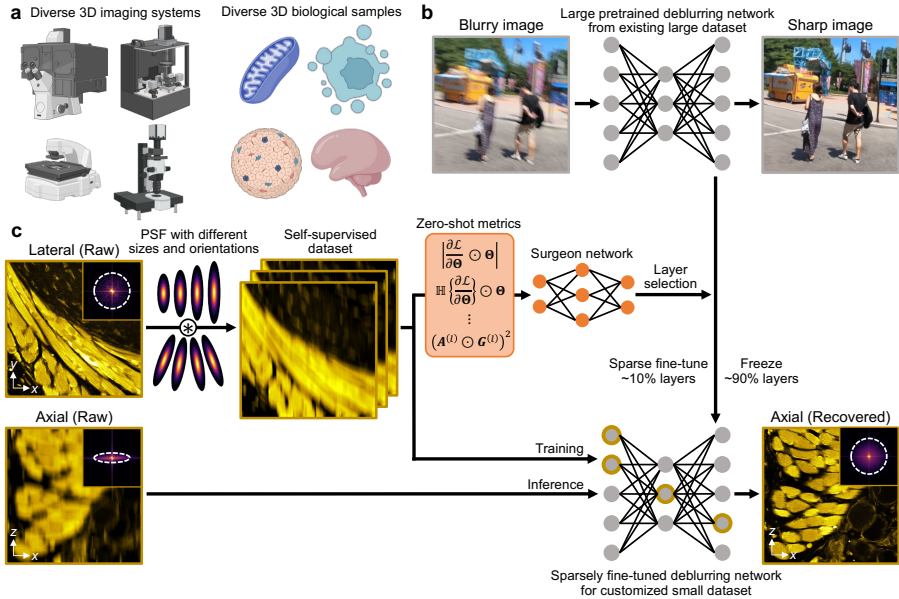 a
Diverse 3D imaging systems
Diverse 3D biological samples
b
Blurry image
Large pretrained deblurring network
from existing large dataset
Sharp image
c
Lateral (Raw)
y
x
PSF with different
sizes and orientations
Self-supervised
dataset
Zero-shot metrics
|∂ℒ/∂Θ ⊙ Θ|
ℍ{∂ℒ/∂Θ} ⊙ Θ
⋮
(A^(l) ⊙ G^(l))^2
Surgeon network
Layer
selection
Sparse fine-tune
~10% layers
Freeze
~90% layers
Axial (Raw)
z
x
Training
Inference
Axial (Recovered)
z
x
Sparsely fine-tuned deblurring network
for customized small dataset